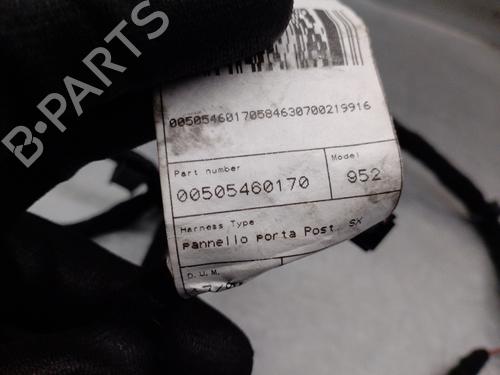 00505460170584630700219916
Part number
Model
00505460170
952
Harness Type
Pannello Porta Post. SX
D.U.M.
B-PARTS